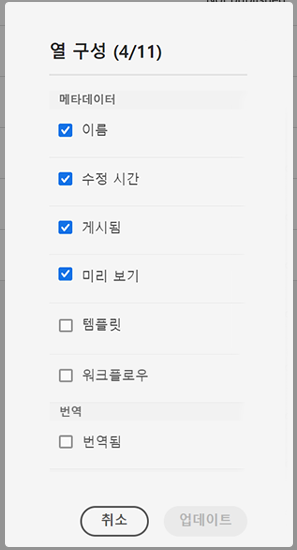 열 구성 (4/11)
메타데이터
이름
수정 시간
게시됨
미리 보기
템플릿
워크플로우
번역
번역됨
취소
업데이트